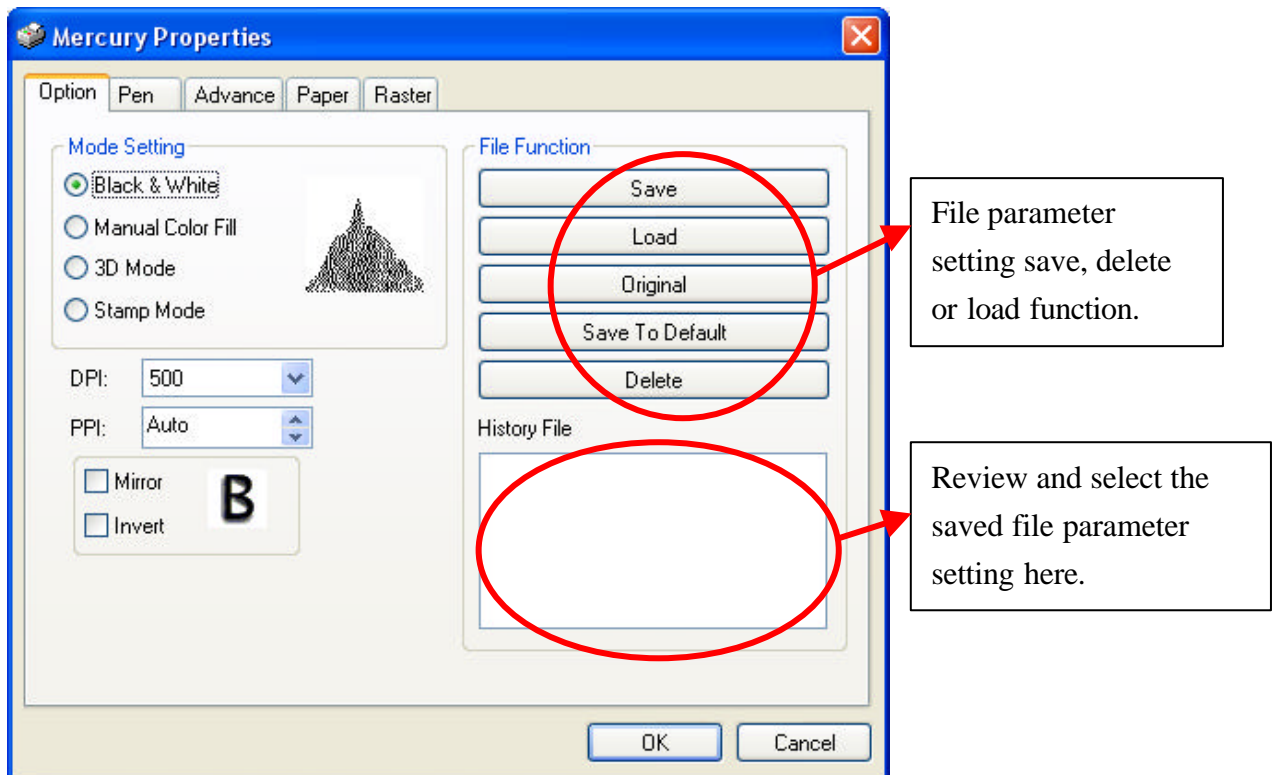 Mercury Properties
Option Pen Advance Paper Raster
Mode Setting
Black & White
Manual Color Fill
3D Mode
Stamp Mode
DPI: 500
PPI: Auto
Mirror
Invert
B
File Function
Save
Load
Original
Save To Default
Delete
History File
OK Cancel
File parameter
setting save, delete
or load function.
Review and select the
saved file parameter
setting here.